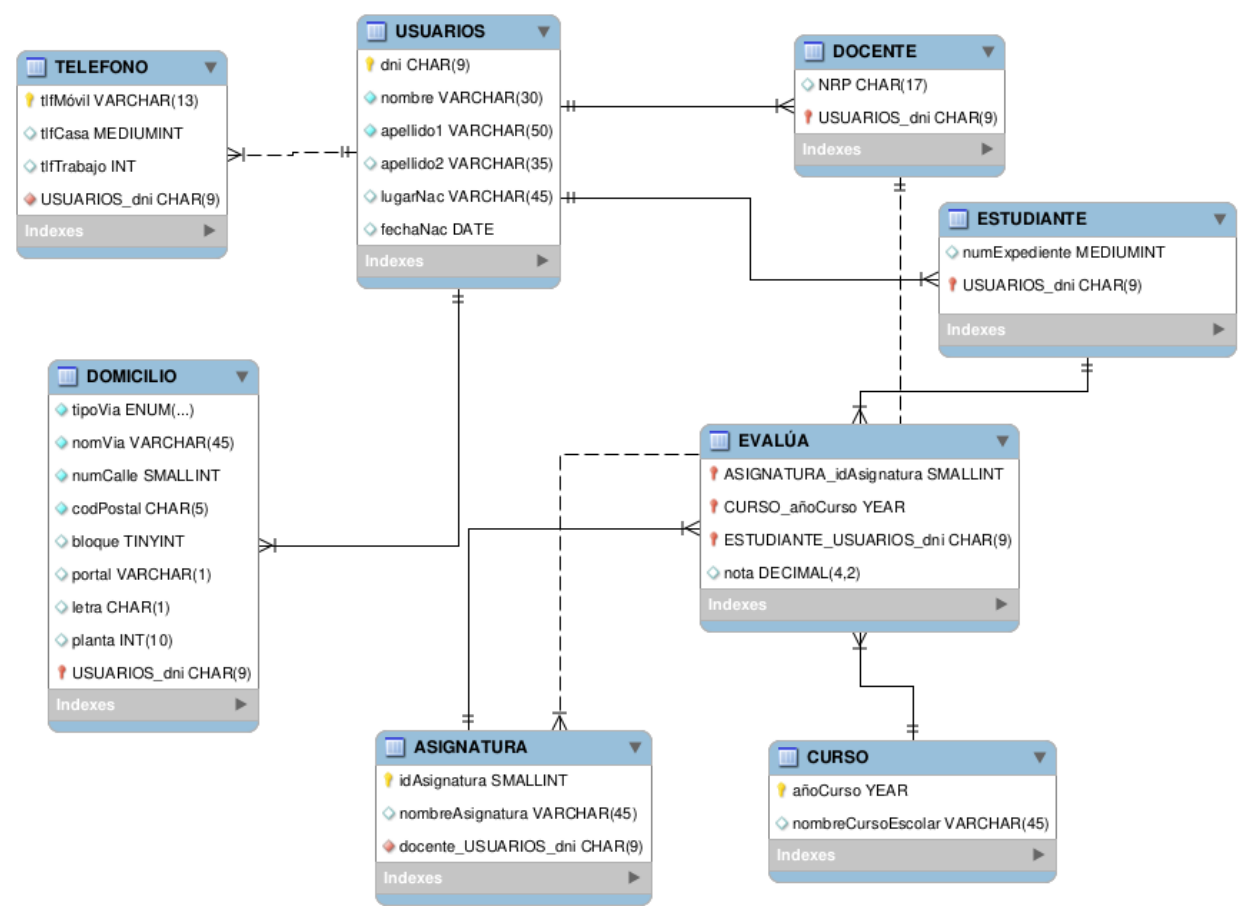 TELEFONO
tlfMóvil VARCHAR(13)
tlfCasa MEDIUMINT
tlfTrabajo INT
USUARIOS_dni CHAR(9)
Indexes
USUARIOS
dni CHAR(9)
nombre VARCHAR(30)
apellido1 VARCHAR(50)
apellido2 VARCHAR(35)
lugarNac VARCHAR(45)
fechaNac DATE
Indexes
DOCENTE
NRP CHAR(17)
USUARIOS_dni CHAR(9)
Indexes
ESTUDIANTE
numExpediente MEDIUMINT
USUARIOS_dni CHAR(9)
Indexes
DOMICILIO
tipoVia ENUM(...)
nomVia VARCHAR(45)
numCalle SMALLINT
codPostal CHAR(5)
bloque TINYINT
portal VARCHAR(1)
letra CHAR(1)
planta INT(10)
USUARIOS_dni CHAR(9)
Indexes
EVALÚA
ASIGNATURA_idAsignatura SMALLINT
CURSO_añoCurso YEAR
ESTUDIANTE_USUARIOS_dni CHAR(9)
nota DECIMAL(4,2)
Indexes
ASIGNATURA
idAsignatura SMALLINT
nombreAsignatura VARCHAR(45)
docente_USUARIOS_dni CHAR(9)
Indexes
CURSO
añoCurso YEAR
nombreCursoEscolar VARCHAR(45)
Indexes